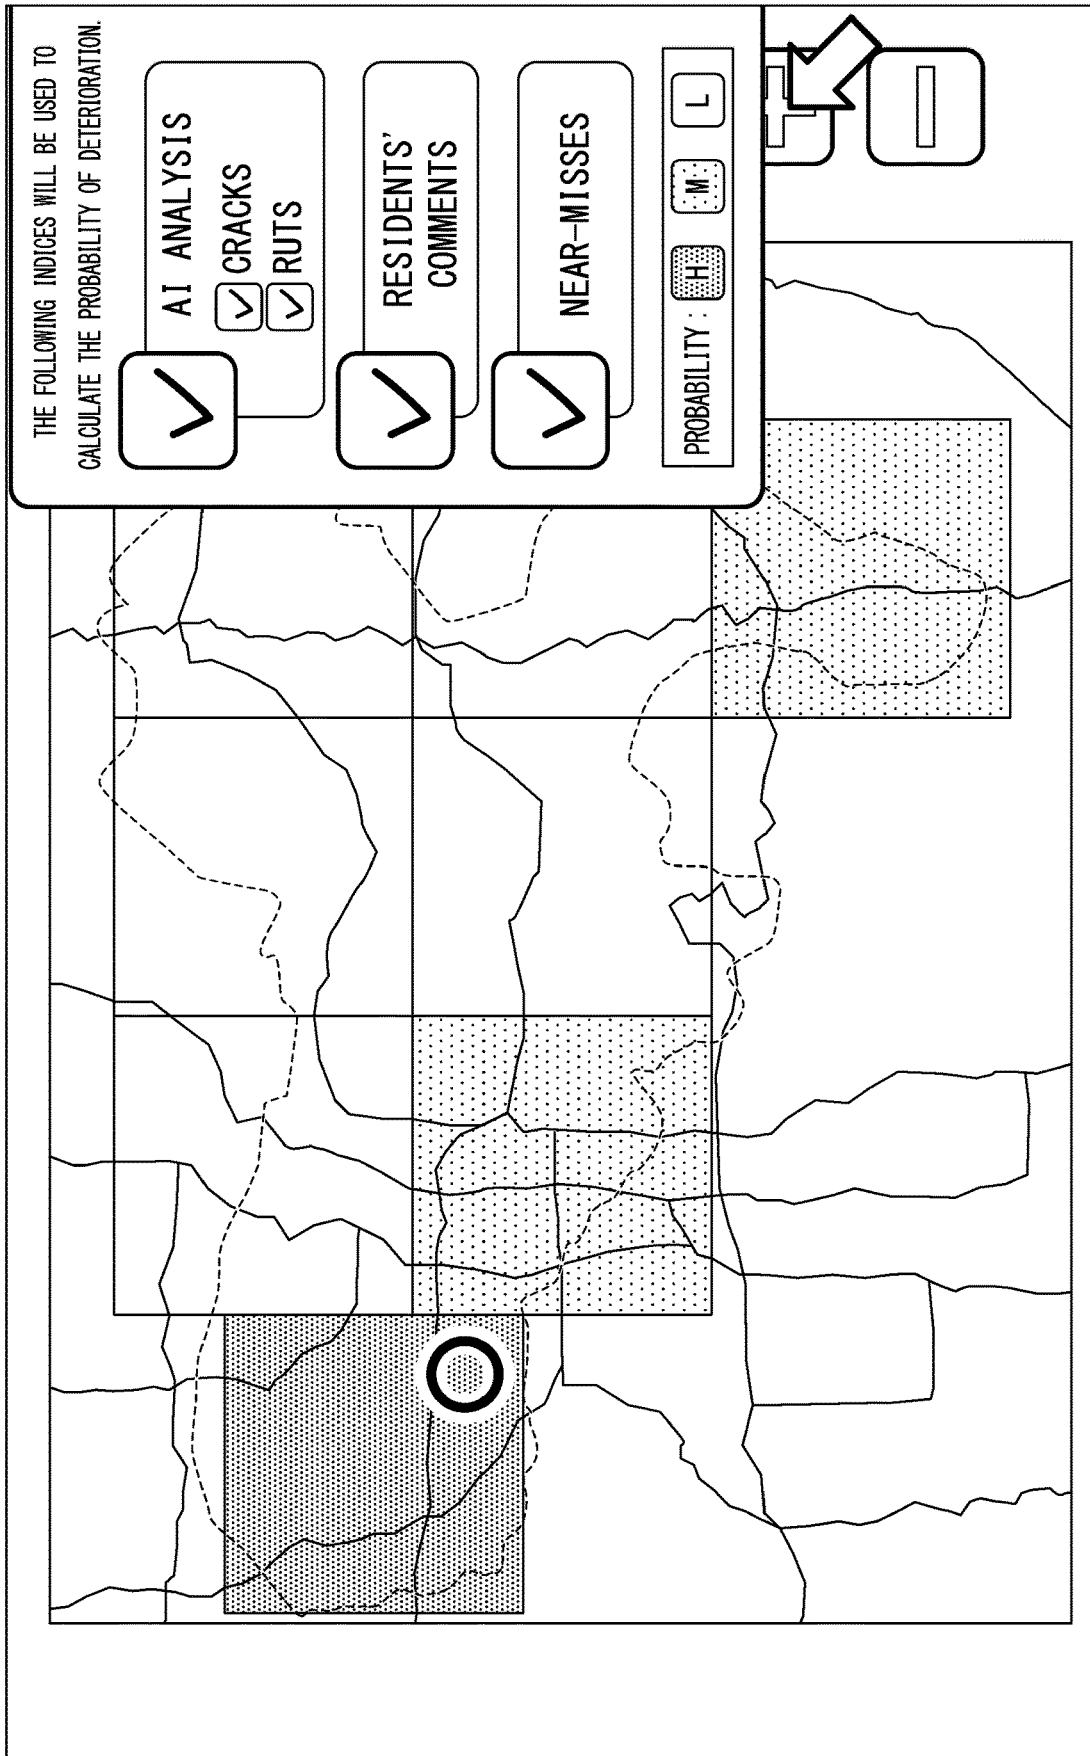 THE FOLLOWING INDICES WILL BE USED TO
CALCULATE THE PROBABILITY OF DETERIORATION.
AI ANALYSIS
CRACKS
RUTS
RESIDENTS'
COMMENTS
NEAR-MISSES
PROBABILITY : H M L